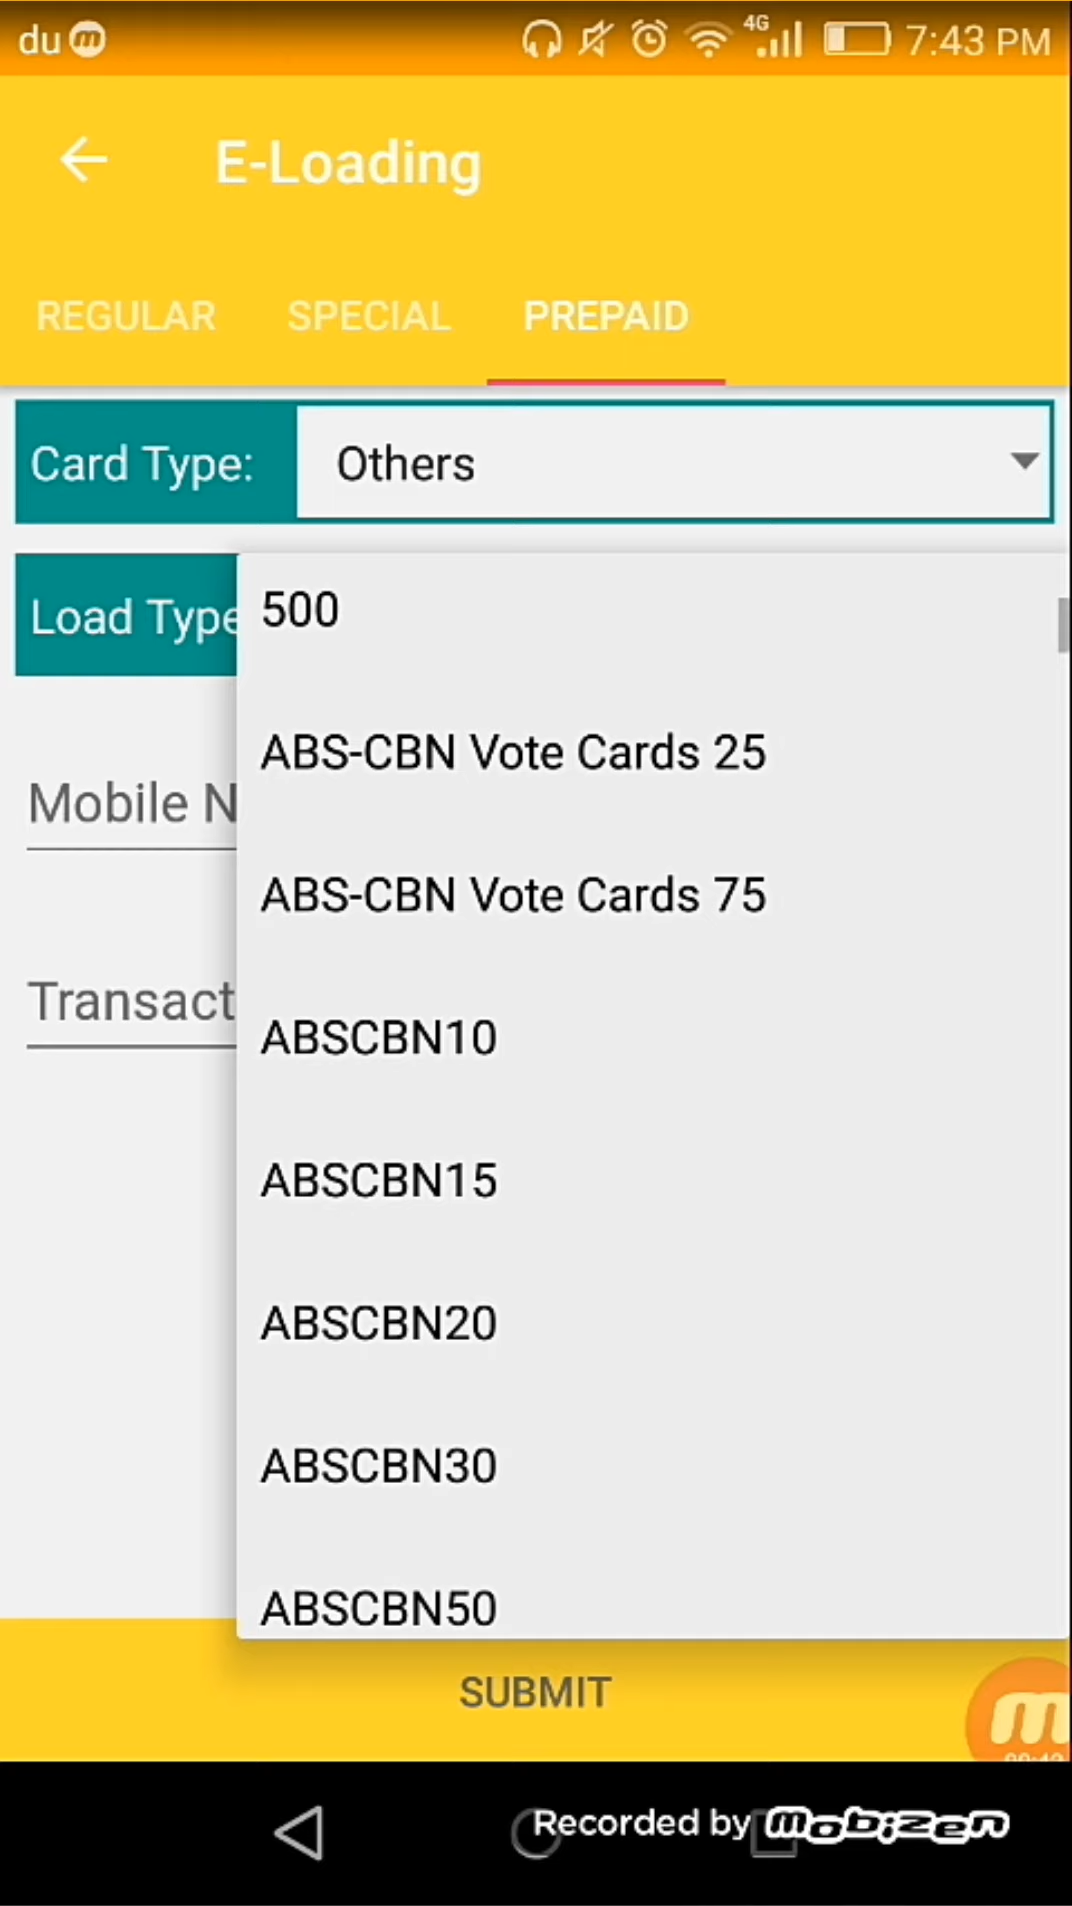 du
4G
7:43 PM
E-Loading
REGULAR SPECIAL PREPAID
Card Type: Others
Load Type
500
ABS-CBN Vote Cards 25
Mobile N
ABS-CBN Vote Cards 75
Transact
ABSCBN10
ABSCBN15
ABSCBN20
ABSCBN30
ABSCBN50
SUBMIT
Recorded by Mobizen